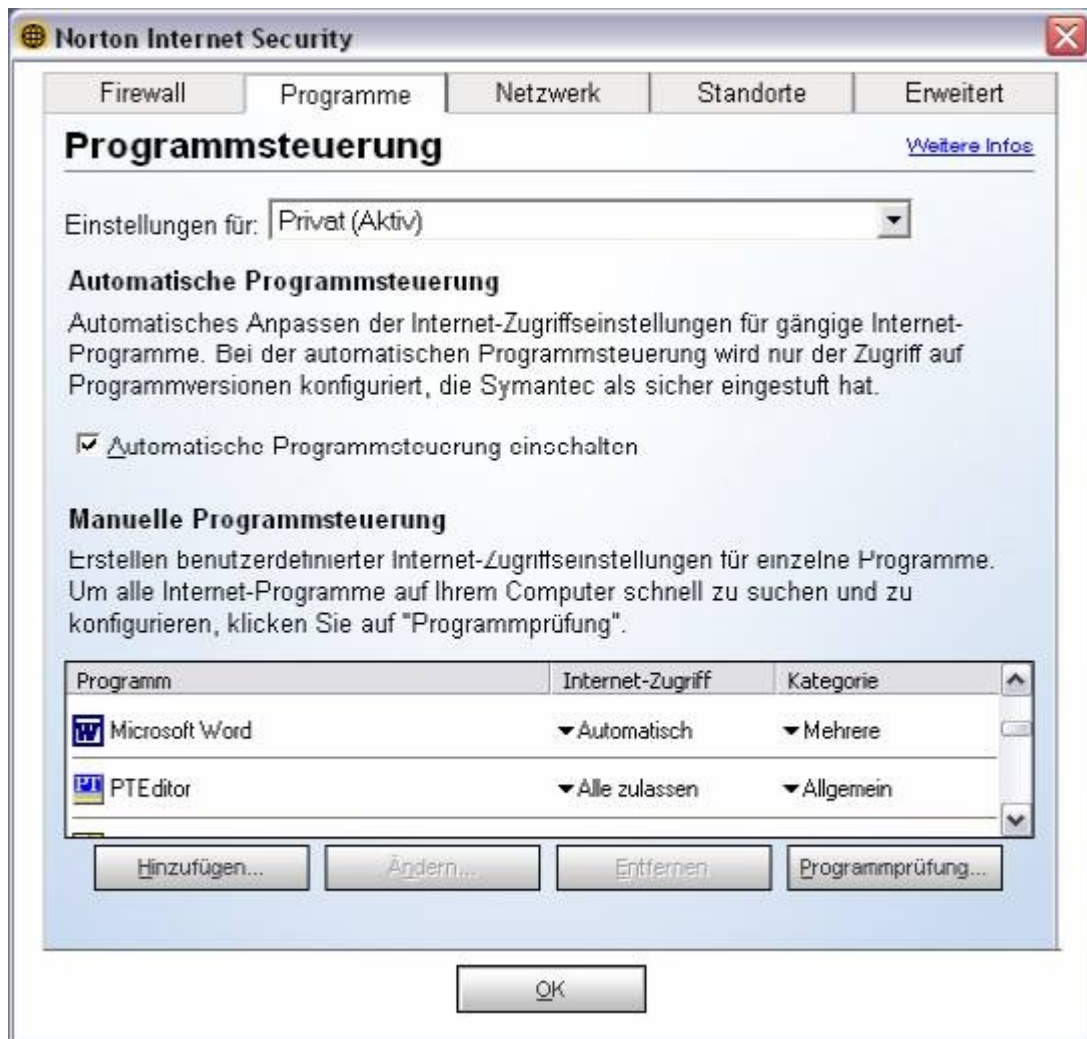 Norton Internet Security
Firewall
Programme
Netzwerk
Standorte
Erweitert
Programmsteuerung
Weitere Infos
Einstellungen für: Privat (Aktiv)
Automatische Programmsteuerung
Automatisches Anpassen der Internet-Zugriffseinstellungen für gängige Internet-
Programme. Bei der automatischen Programmsteuerung wird nur der Zugriff auf
Programmversionen konfiguriert, die Symantec als sicher eingestuft hat.
Automatische Programmsteuerung einschalten
Manuelle Programmsteuerung
Erstellen benutzerdefinierter Internet-Zugriffseinstellungen für einzelne Programme.
Um alle Internet-Programme auf Ihrem Computer schnell zu suchen und zu
konfigurieren, klicken Sie auf "Programmprüfung".
Programm Internet-Zugriff Kategorie
W Microsoft Word Automatisch Mehrere
PT PTEditor Alle zulassen Allgemein
Hinzufügen... Ändern... Entfernen Programmprüfung...
OK